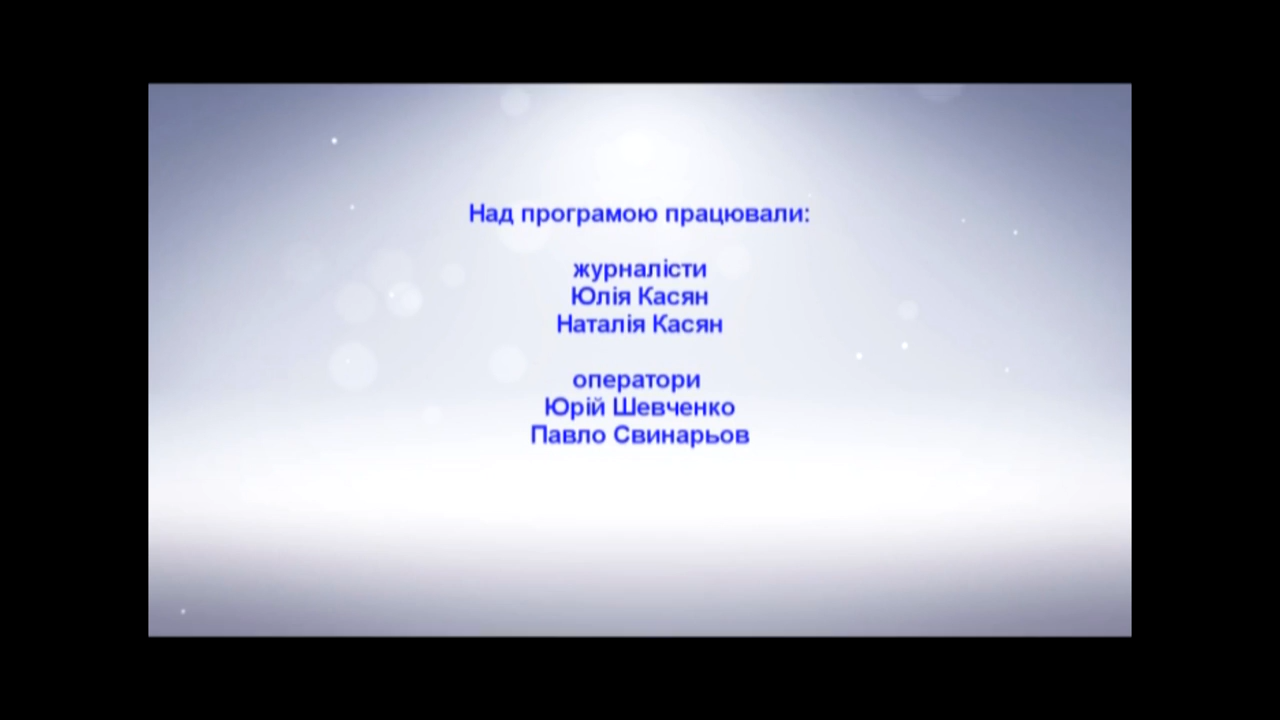 Над програмою працювали:
журналісти
Юлія Касян
Наталія Касян
оператори
Юрій Шевченко
Павло Свинарьов